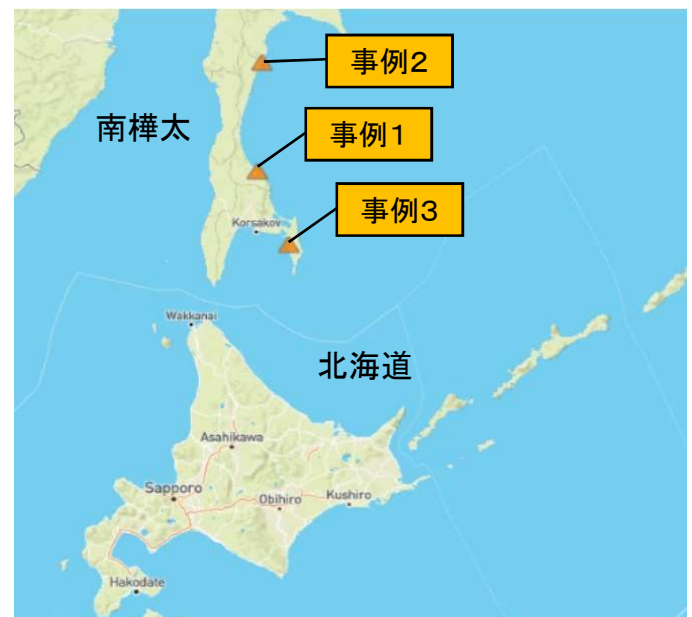 事例2
南樺太
事例1
事例3
Korsakov
Wakkanai
北海道
Asahikawa
Sapporo
Obihiro
Kushiro
Hakodate